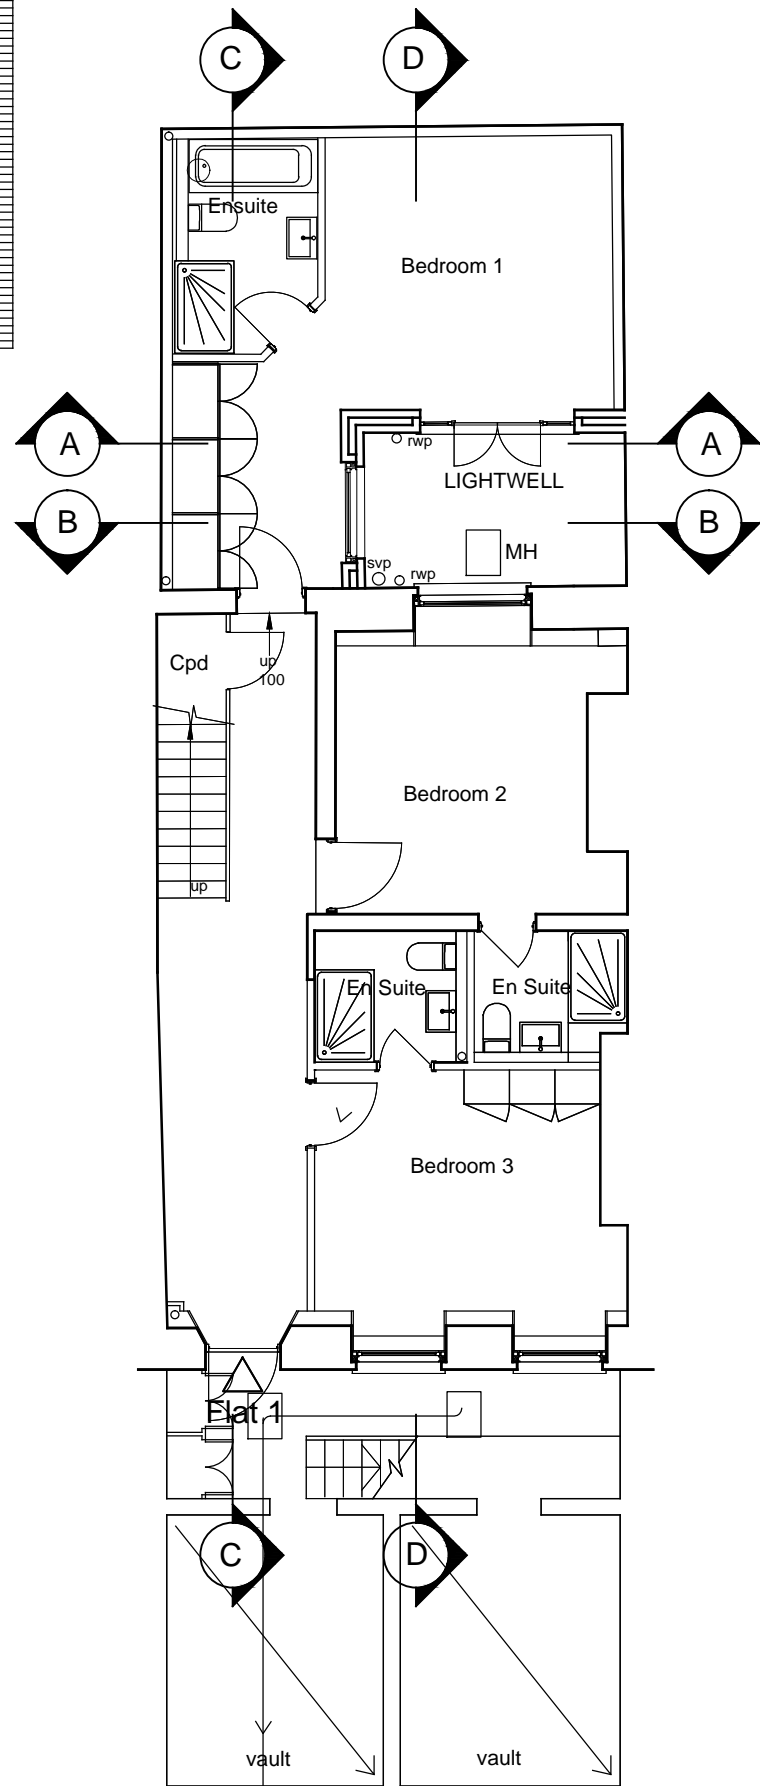 C D
Ensuite
Bedroom 1
A A
rwp
LIGHTWELL
B B
MH
svp
rwp
Cpd
up
100
Bedroom 2
up
En Suite En Suite
Bedroom 3
Flat 1
C D
vault vault